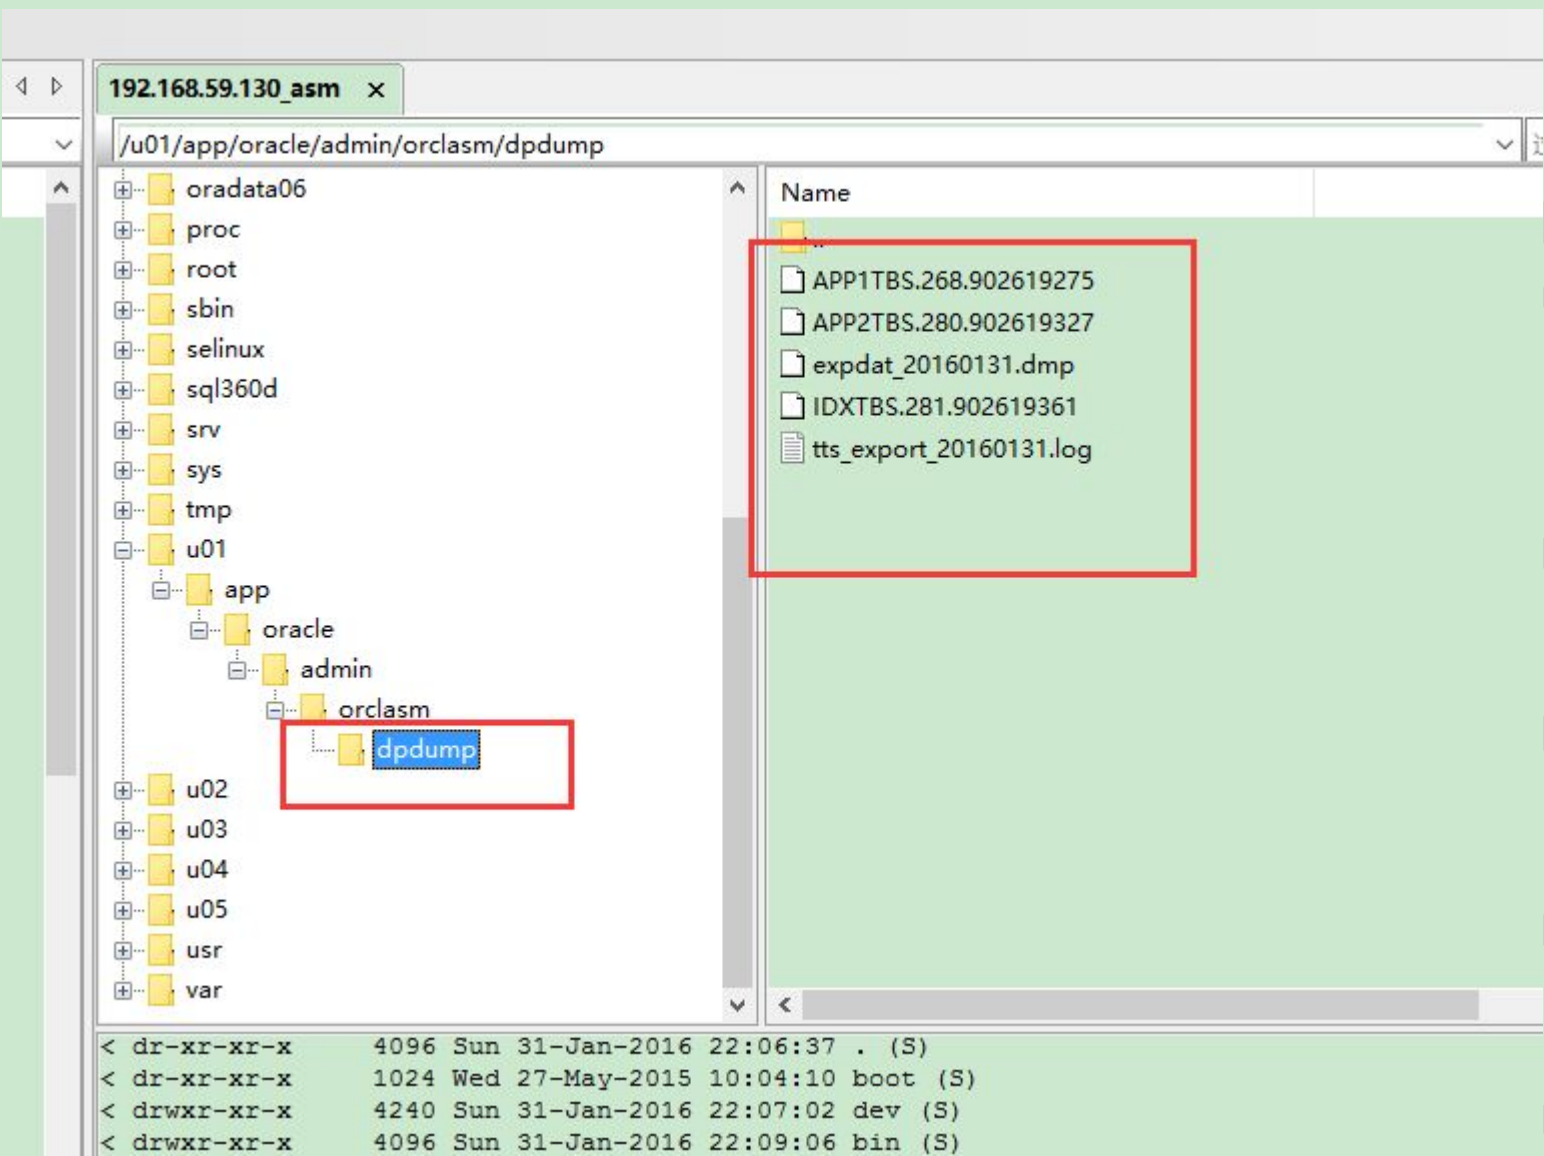 192.168.59.130_asm
/u01/app/oracle/admin/orclasm/dpdump
oradata06
proc
root
sbin
selinux
sql360d
srv
sys
tmp
u01
app
oracle
admin
orclasm
dpdump
u02
u03
u04
u05
usr
var
Name
..
APP1TBS.268.902619275
APP2TBS.280.902619327
expdat_20160131.dmp
IDXTBS.281.902619361
tts_export_20160131.log
< dr-xr-xr-x 4096 Sun 31-Jan-2016 22:06:37 . (S)
< dr-xr-xr-x 1024 Wed 27-May-2015 10:04:10 boot (S)
< drwxr-xr-x 4240 Sun 31-Jan-2016 22:07:02 dev (S)
< drwxr-xr-x 4096 Sun 31-Jan-2016 22:09:06 bin (S)